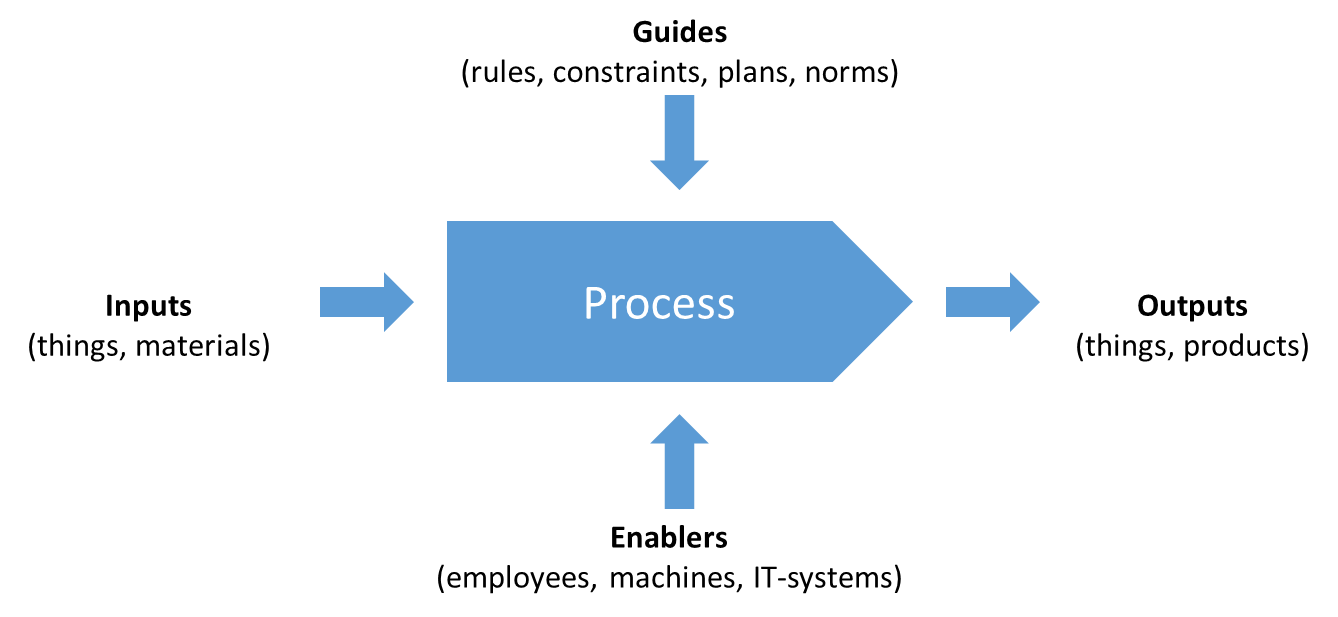 Guides
(rules, constraints, plans, norms)
Process
Inputs
(things, materials)
Outputs
(things, products)
Enablers
(employees, machines, IT-systems)